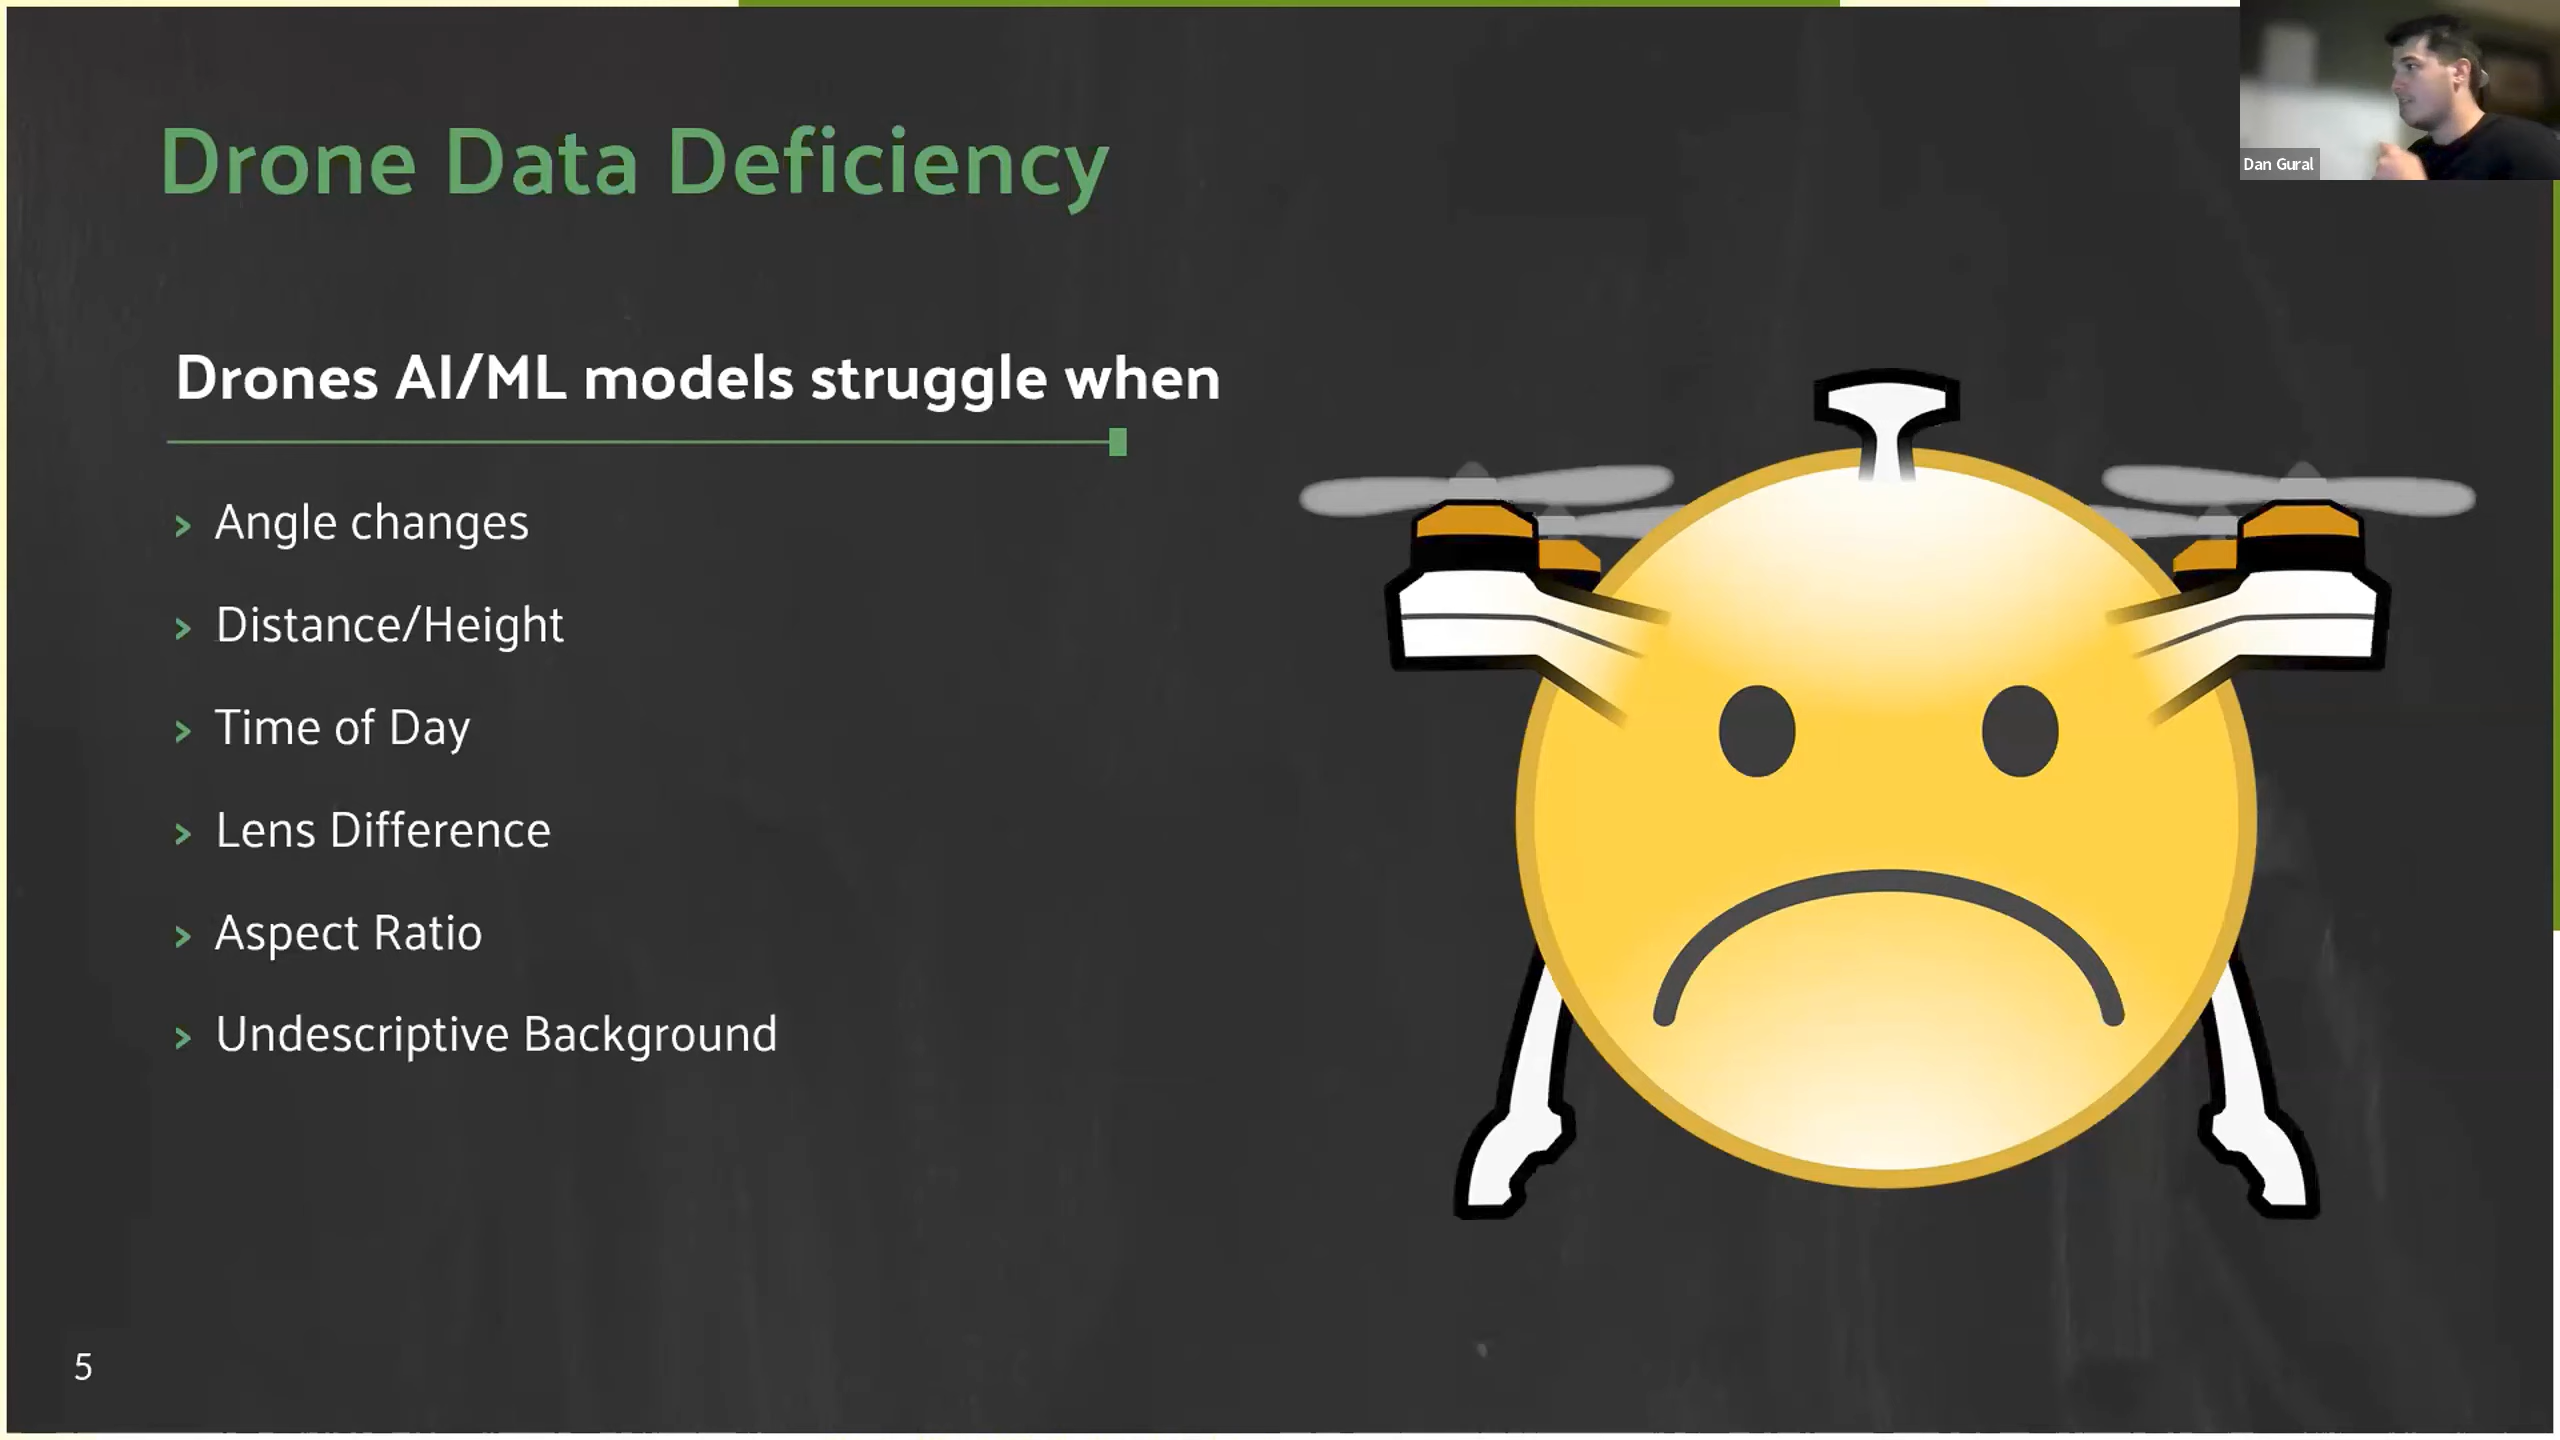 Drone Data Deficiency
Dan Gural
Drones AI/ML models struggle when
> Angle changes
> Distance/Height
> Time of Day
> Lens Difference
> Aspect Ratio
> Undescriptive Background
5